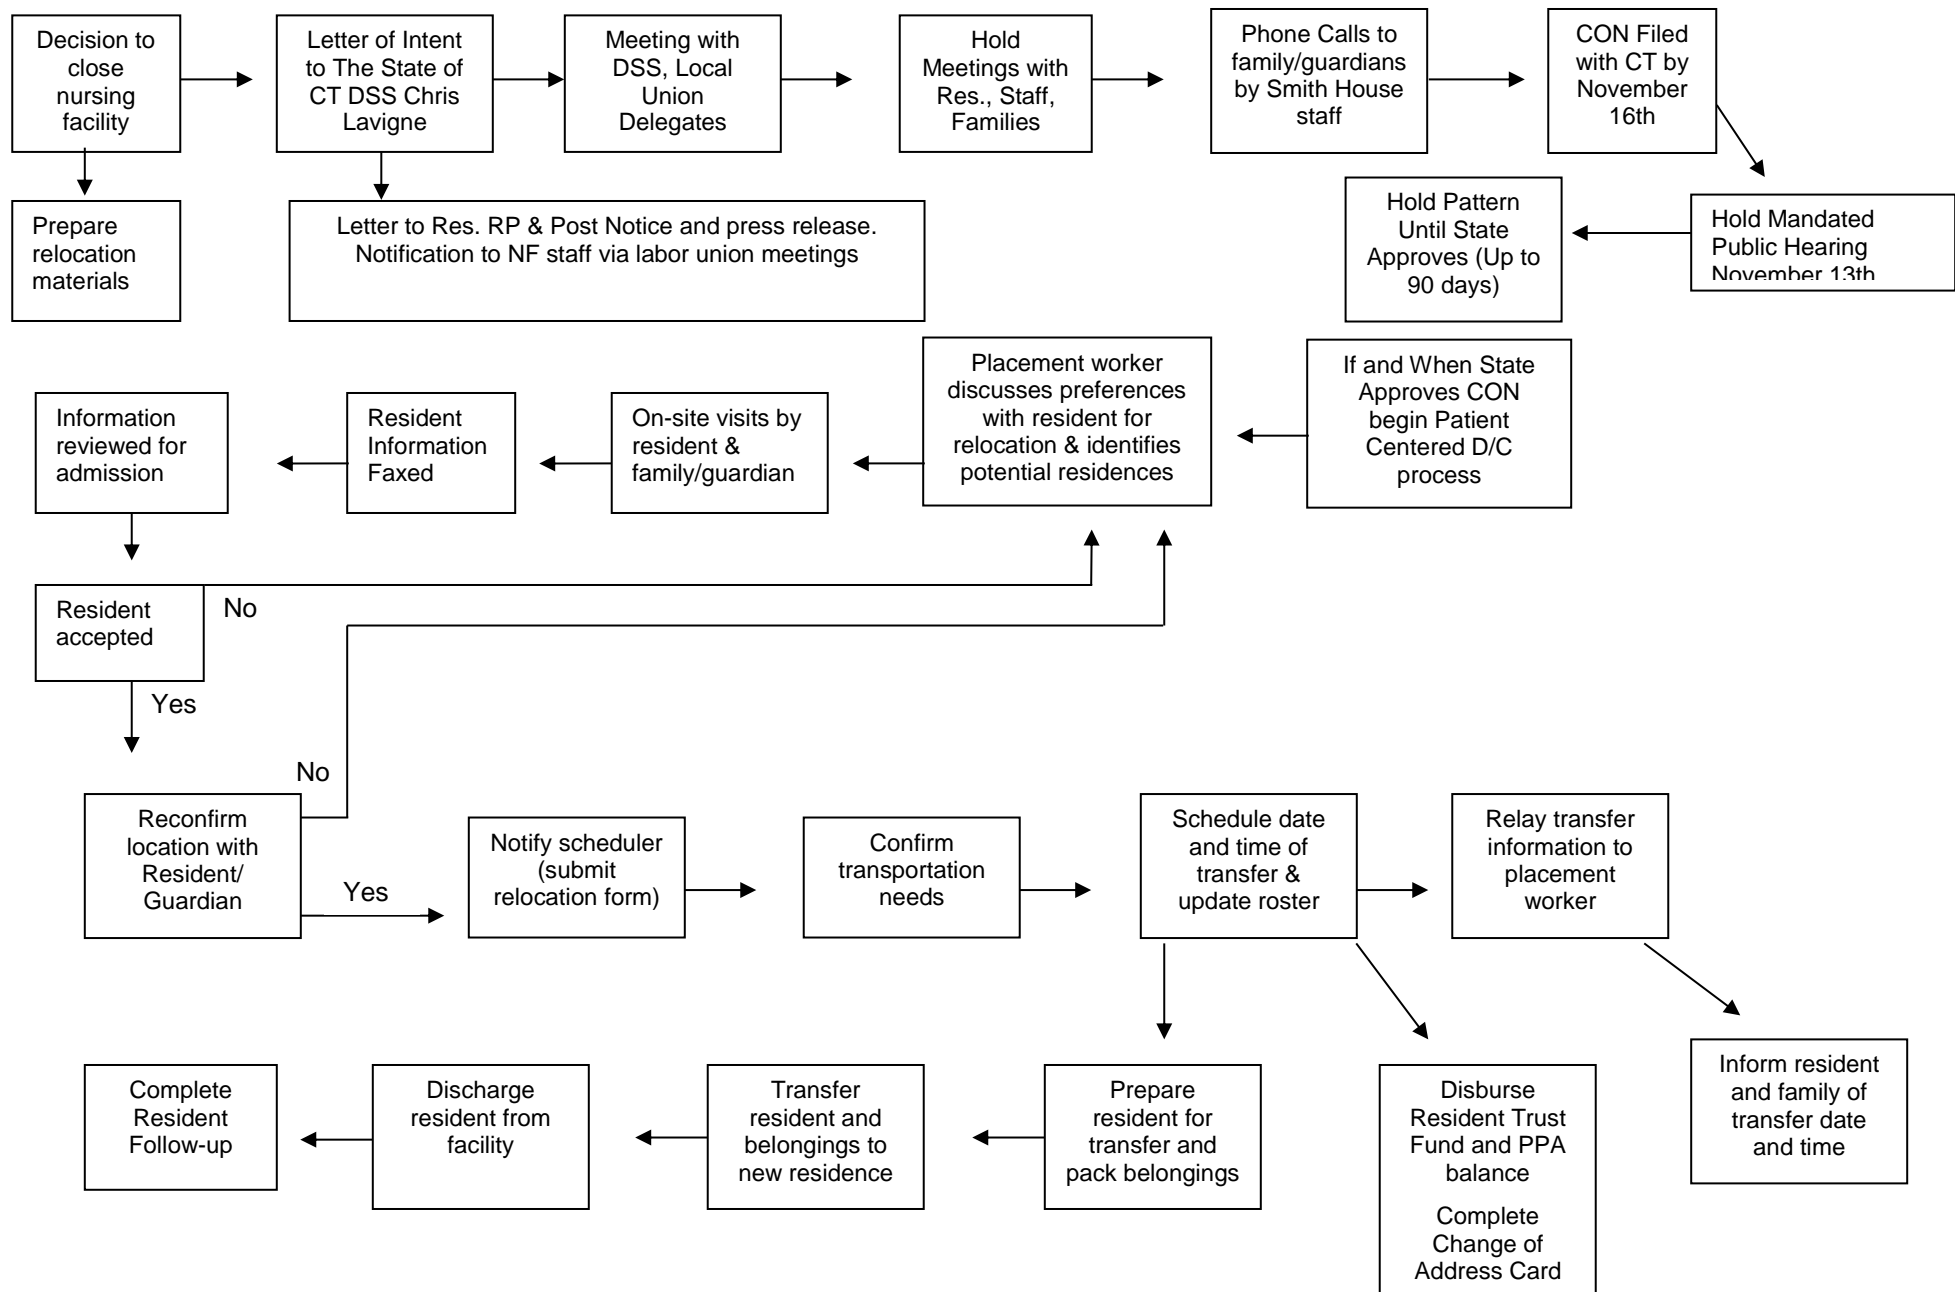 Decision to
close
nursing
facility
Letter of Intent
to The State of
CT DSS Chris
Lavigne
Meeting with
DSS, Local
Union
Delegates
Hold
Meetings with
Res., Staff,
Families
Phone Calls to
family/guardians
by Smith House
staff
CON Filed
with CT by
November
16th
Prepare
relocation
materials
Letter to Res. RP & Post Notice and press release.
Notification to NF staff via labor union meetings
Hold Mandated
Public Hearing
November 13th
Hold Pattern
Until State
Approves (Up to
90 days)
If and When State
Approves CON
begin Patient
Centered D/C
process
Placement worker
discusses preferences
with resident for
relocation & identifies
potential residences
On-site visits by
resident &
family/guardian
Resident
Information
Faxed
Information
reviewed for
admission
Resident
accepted
No
Yes
Reconfirm
location with
Resident/
Guardian
No
Yes
Notify scheduler
(submit
relocation form)
Confirm
transportation
needs
Schedule date
and time of
transfer &
update roster
Relay transfer
information to
placement
worker
Inform resident
and family of
transfer date
and time
Disburse
Resident Trust
Fund and PPA
balance
Complete
Change of
Address Card
Prepare
resident for
transfer and
pack belongings
Transfer
resident and
belongings to
new residence
Discharge
resident from
facility
Complete
Resident
Follow-up